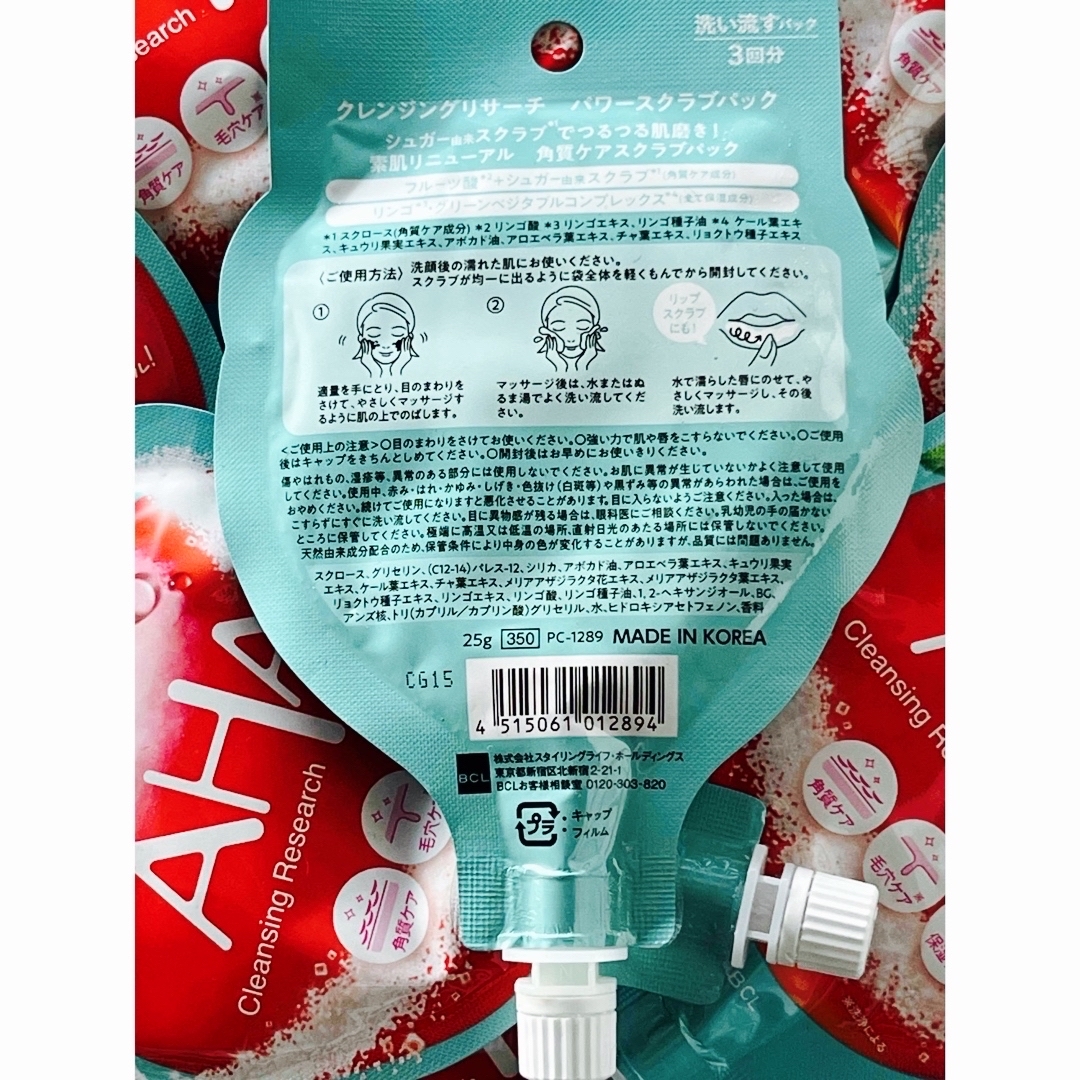 洗い流すパック
3回分
クレンジングリサーチ パワースクラブパック
シュガー由来スクラブ*1でつるつる肌磨き!
素肌リニューアル 角質ケアスクラブパック
フルーツ酸*2+シュガー由来スクラブ*1(角質ケア成分)
リンゴ*3・グリーンベジタブルコンプレックス*4(全て保湿成分)
*1 スクロース(角質ケア成分) *2 リンゴ酸 *3 リンゴエキス、リンゴ種子油 *4 ケール葉エキ
ス、キュウリ果実エキス、アボカド油、アロエベラ葉エキス、チャ葉エキス、リョクトウ種子エキス
〈ご使用方法〉 洗顔後の濡れた肌にお使いください。
スクラブが均一に出るように袋全体を軽くもんでから開封してください。
①
②
リップ
スクラブ
にも!
適量を手にとり、目のまわりを
さけて、やさしくマッサージす
るように肌の上でのばします。
マッサージ後は、水またはぬ
るま湯でよく洗い流してくだ
さい。
水で濡らした唇にのせて、や
さしくマッサージし、その後
洗い流します。
<ご使用上の注意>○目のまわりをさけてお使いください。○強い力で肌や唇をこすらないでください。○ご使用
後はキャップをきちんとしめてください。○開封後はお早めにお使いきりください。
傷やはれもの、湿疹等、異常のある部分には使用しないでください。お肌に異常が生じていないかよく注意して使用
してください。使用中、赤み・はれ・かゆみ・しげき・色抜け(白斑等)や黒ずみ等の異常があらわれた場合は、ご使用を
おやめください。続けてご使用になりますと悪化させることがあります。目に入らないようご注意ください。入った場合は、
こすらずにすぐに洗い流してください。目に異物感が残る場合は、眼科医にご相談ください。乳幼児の手の届かない
ところに保管してください。極端に高温又は低温の場所、直射日光のあたる場所には保管しないでください。
天然由来成分配合のため、保管条件により中身の色が変化することがありますが、品質には問題ありません。
スクロース、グリセリン、(C12-14)パレス-12、シリカ、アボカド油、アロエベラ葉エキス、キュウリ果実
エキス、ケール葉エキス、チャ葉エキス、メリアアザジラクタ花エキス、メリアアザジラクタ葉エキス、
リョクトウ種子エキス、リンゴエキス、リンゴ酸、リンゴ種子油、1,2-ヘキサンジオール、BG、
アンズ核、トリ(カプリル/カプリン酸)グリセリル、水、ヒドロキシアセトフェノン、香料
25g 350 PC-1289 MADE IN KOREA
CG15
4 515061 012894
BCL
株式会社スタイリングライフ・ホールディングス
東京都新宿区北新宿2-21-1
BCLお客様相談室 0120-303-820
プラ
:キャップ
:フィルム
earch
毛穴ケア
角質ケア
角質ケア
AHA
Cleansing Research
毛穴ケア
角質ケア
Cleansing Re
角質ケア
毛穴ケア
保湿
BCL
※洗浄による